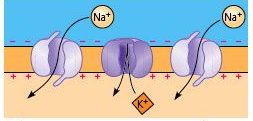 Na⁺ Na⁺
– – – – – –
+ + + + + + + +
K⁺